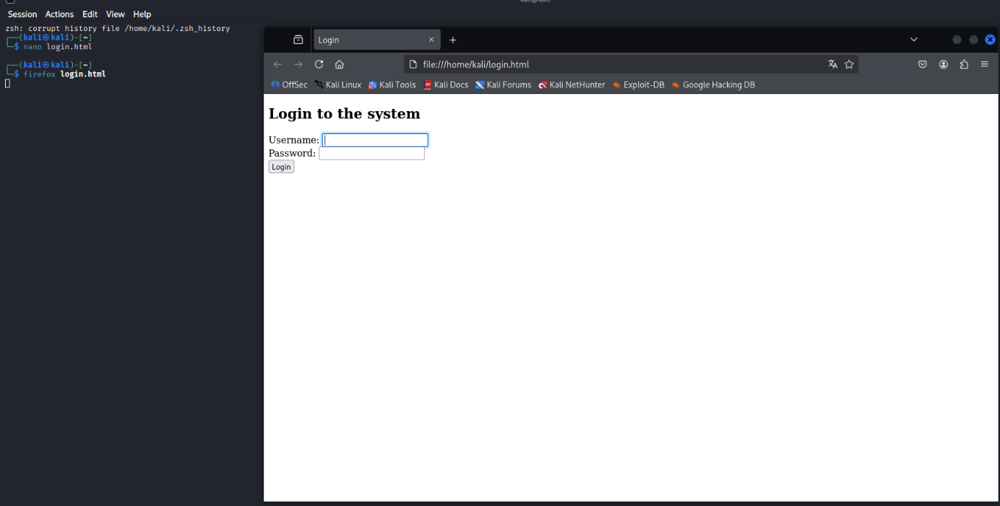 Session Actions Edit View Help
zsh: corrupt history file /home/kali/.zsh_history
┌──(kali㉿kali)-[~]
└─$ nano login.html
┌──(kali㉿kali)-[~]
└─$ firefox login.html
Login
file:///home/kali/login.html
OffSec Kali Linux Kali Tools Kali Docs Kali Forums Kali NetHunter Exploit-DB Google Hacking DB
Login to the system
Username:
Password:
Login